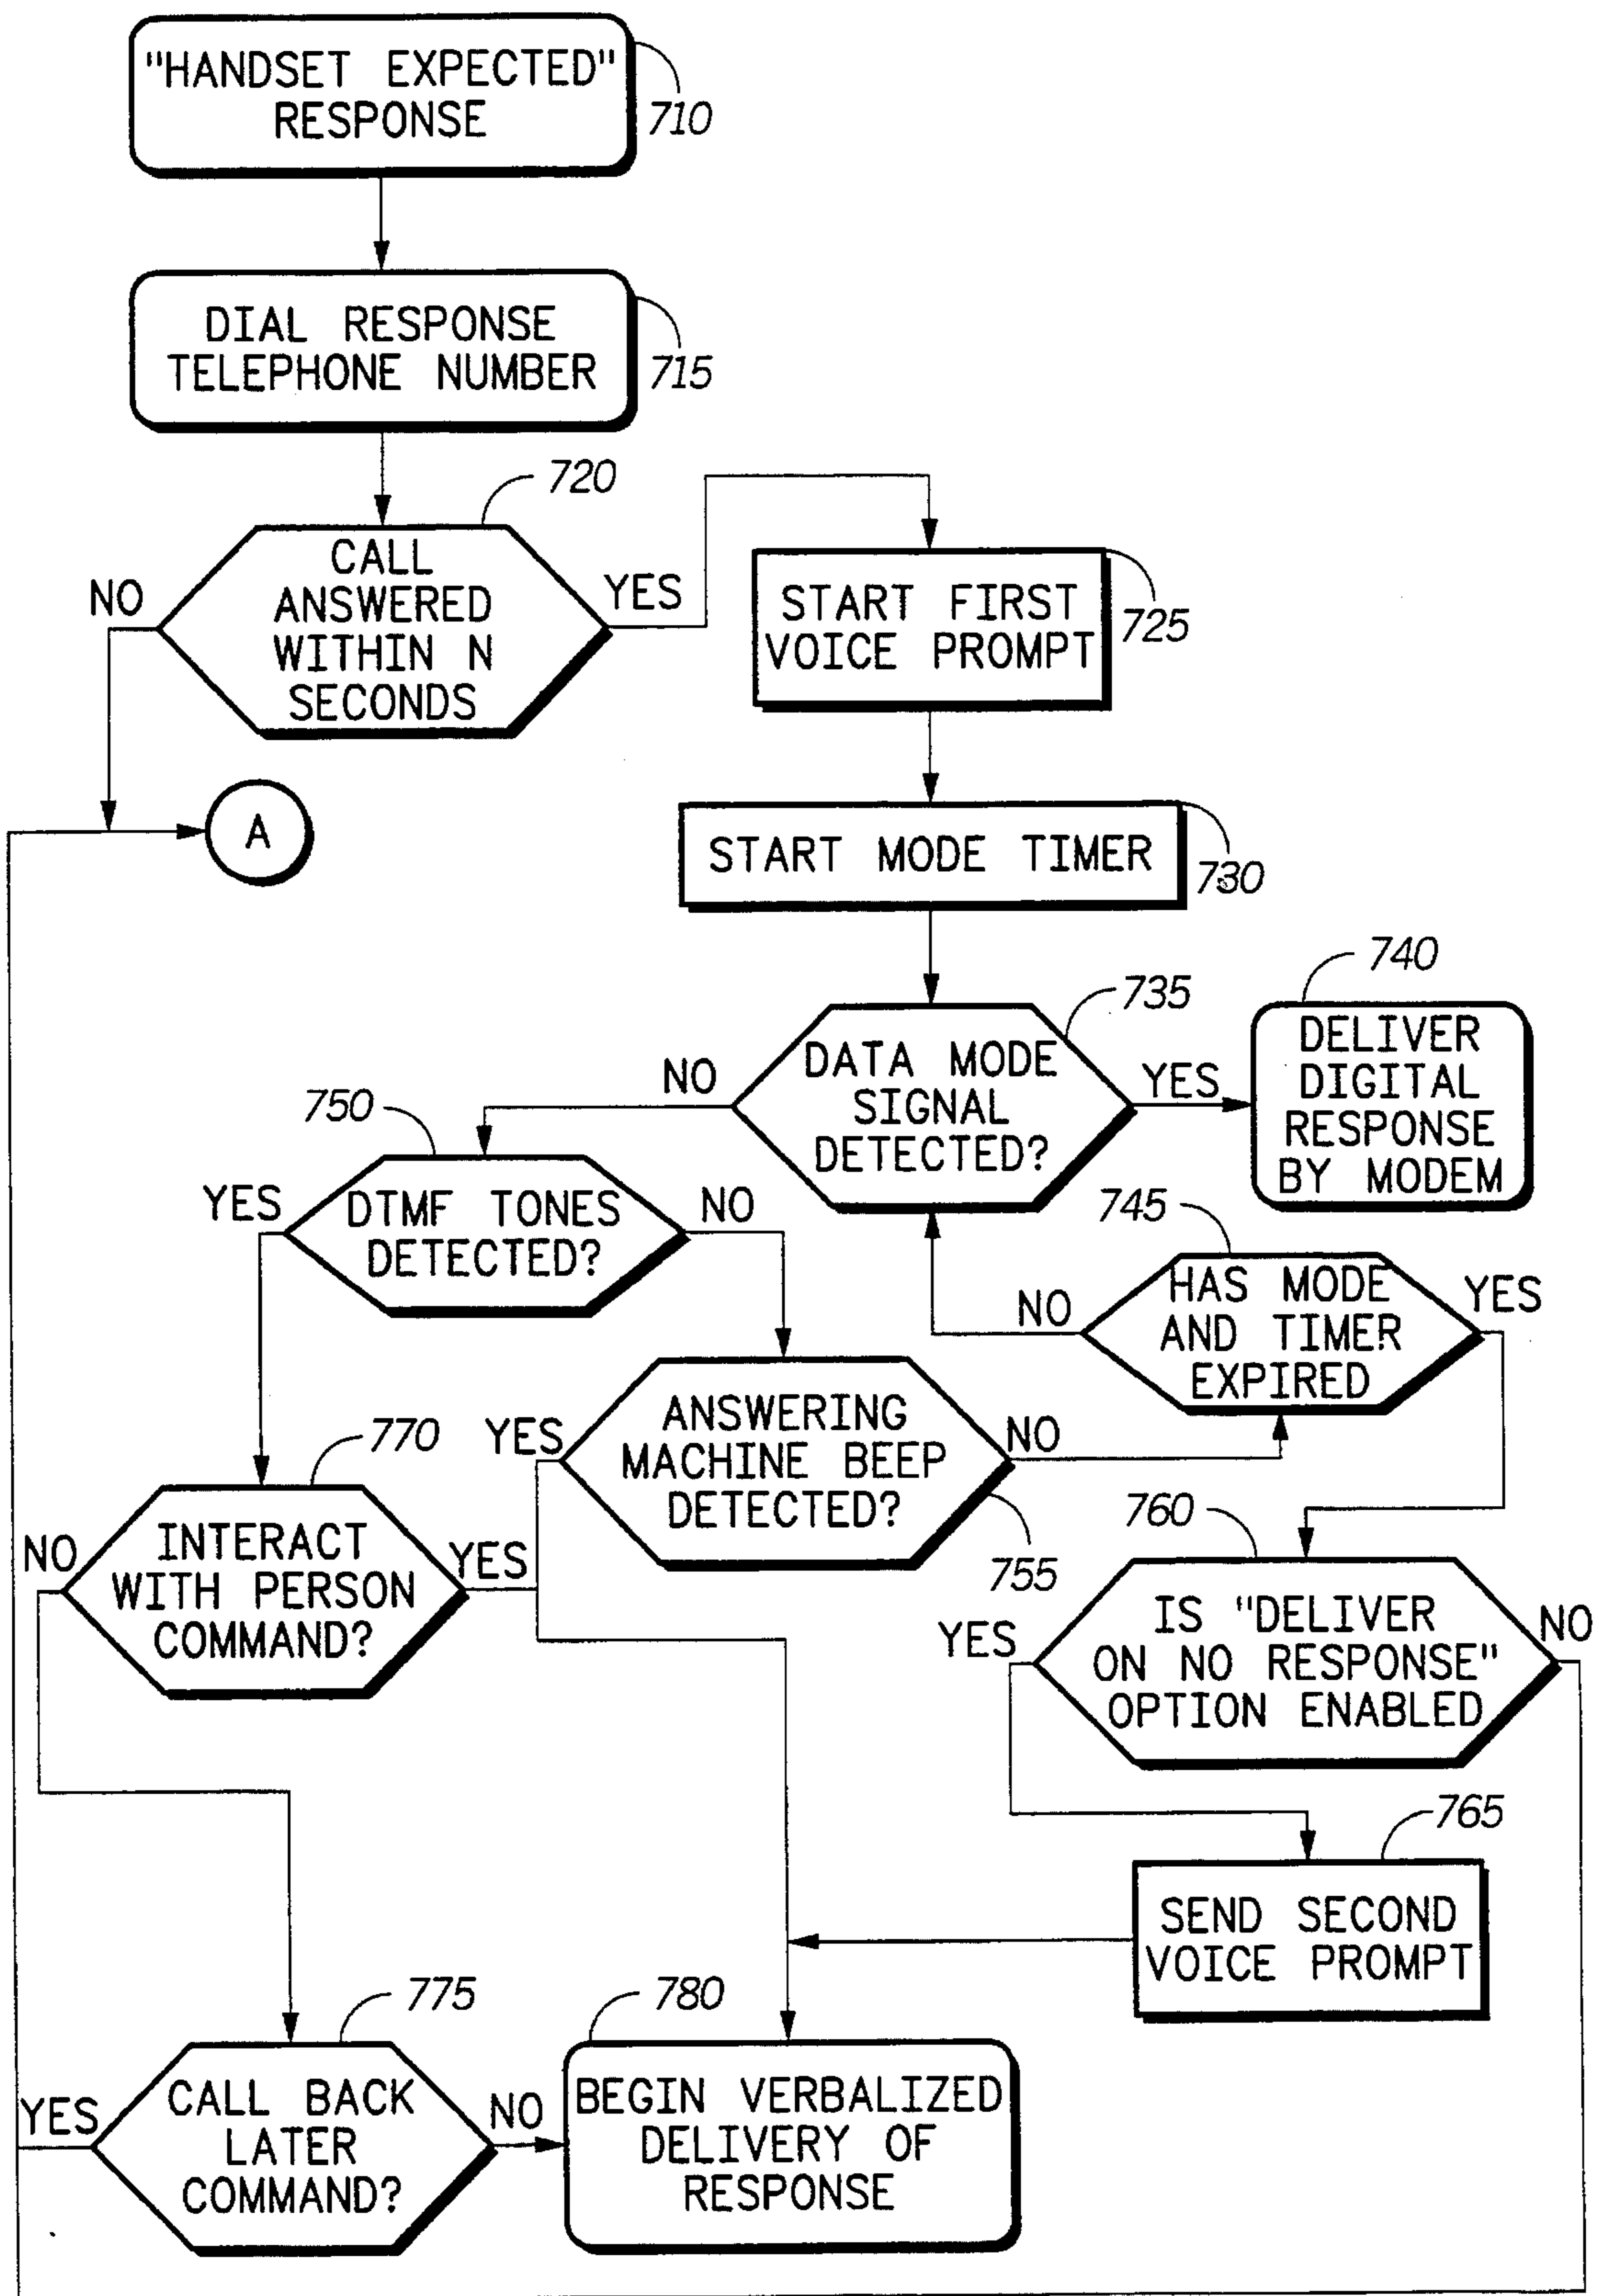 "HANDSET EXPECTED"
RESPONSE
710
DIAL RESPONSE
TELEPHONE NUMBER
715
720
CALL
ANSWERED
WITHIN N
SECONDS
NO
YES
START FIRST
VOICE PROMPT
725
A
START MODE TIMER
730
735
DATA MODE
SIGNAL
DETECTED?
NO
YES
740
DELIVER
DIGITAL
RESPONSE
BY MODEM
750
YES
DTMF TONES
DETECTED?
NO
745
NO
HAS MODE
AND TIMER
EXPIRED
YES
YES
ANSWERING
MACHINE BEEP
DETECTED?
NO
755
770
NO
INTERACT
WITH PERSON
COMMAND?
YES
760
YES
IS "DELIVER
ON NO RESPONSE"
OPTION ENABLED
NO
765
SEND SECOND
VOICE PROMPT
775
YES
CALL BACK
LATER
COMMAND?
NO
780
BEGIN VERBALIZED
DELIVERY OF
RESPONSE